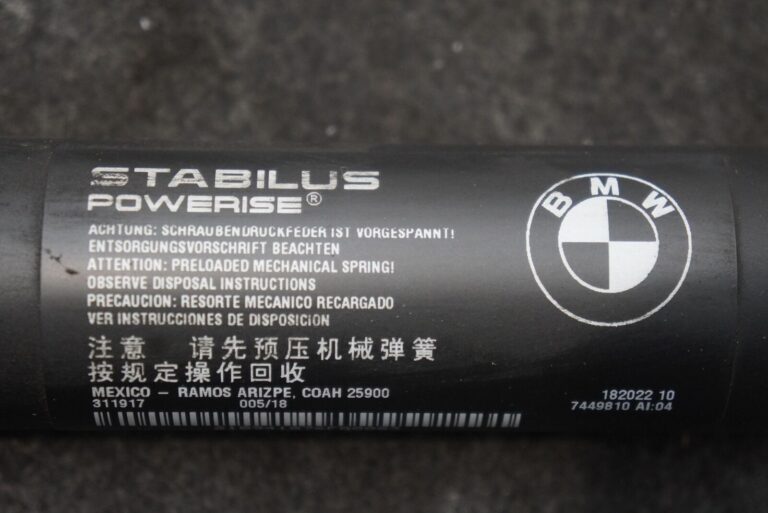 STABILUS
POWERISE®
ACHTUNG: SCHRAUBENDRUCKFEDER IST VORGESPANNT!
ENTSORGUNGSVORSCHRIFT BEACHTEN
ATTENTION: PRELOADED MECHANICAL SPRING!
OBSERVE DISPOSAL INSTRUCTIONS
PRECAUCION: RESORTE MECANICO RECARGADO
VER INSTRUCCIONES DE DISPOSICION
注意 请先预压机械弹簧
按规定操作回收
MEXICO – RAMOS ARIZPE, COAH 25900
311917 005/18
BMW
182022 10
7449810 AI:04